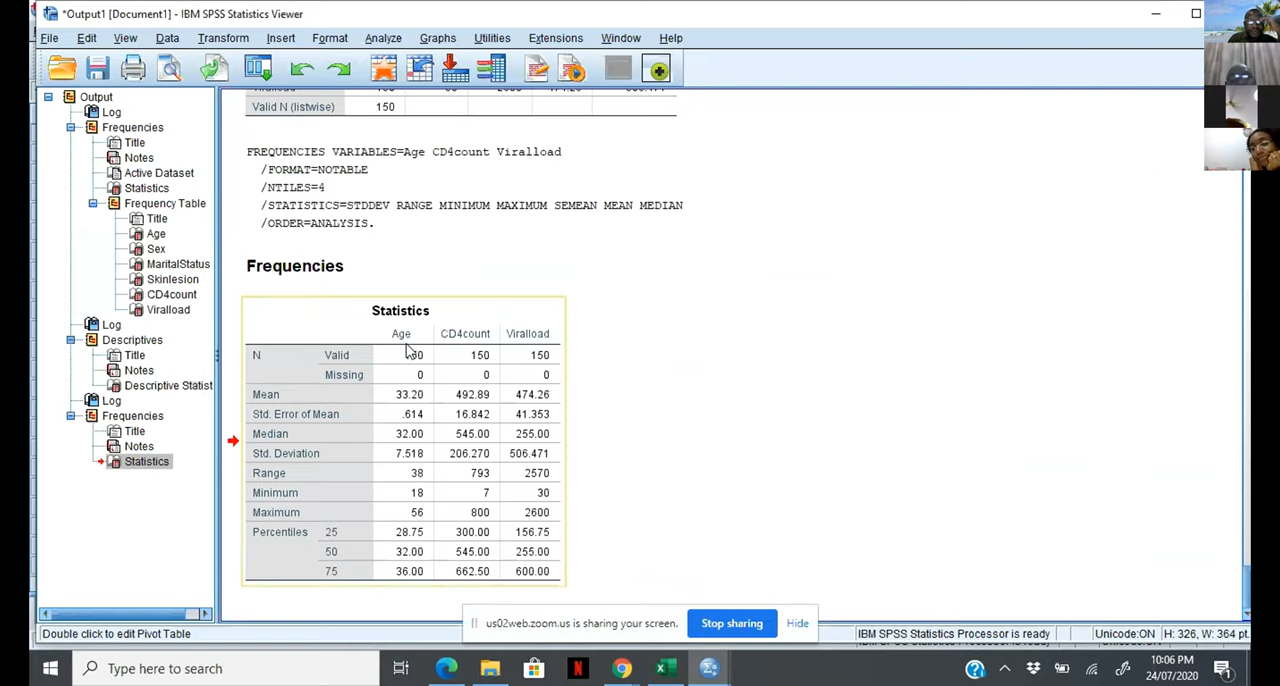 *Output1 [Document1] - IBM SPSS Statistics Viewer
File Edit View Data Transform Insert Format Analyze Graphs Utilities Extensions Window Help
Output
Log
Frequencies
Title
Notes
Active Dataset
Statistics
Frequency Table
Title
Age
Sex
MaritalStatus
Skinlesion
CD4count
Viralload
Log
Descriptives
Title
Notes
Descriptive Statist
Log
Frequencies
Title
Notes
Statistics
Valid N (listwise) 150
FREQUENCIES VARIABLES=Age CD4count Viralload
/FORMAT=NOTABLE
/NTILES=4
/STATISTICS=STDDEV RANGE MINIMUM MAXIMUM SEMEAN MEAN MEDIAN
/ORDER=ANALYSIS.
Frequencies
Statistics
Age CD4count Viralload
N Valid 150 150
Missing 0 0 0
Mean 33.20 492.89 474.26
Std. Error of Mean .614 16.842 41.353
Median 32.00 545.00 255.00
Std. Deviation 7.518 206.270 506.471
Range 38 793 2570
Minimum 18 7 30
Maximum 56 800 2600
Percentiles 25 28.75 300.00 156.75
50 32.00 545.00 255.00
75 36.00 662.50 600.00
us02web.zoom.us is sharing your screen. Stop sharing Hide
Double click to edit Pivot Table
IBM SPSS Statistics Processor is ready Unicode:ON H: 326, W: 364 pt.
Type here to search
10:06 PM
24/07/2020